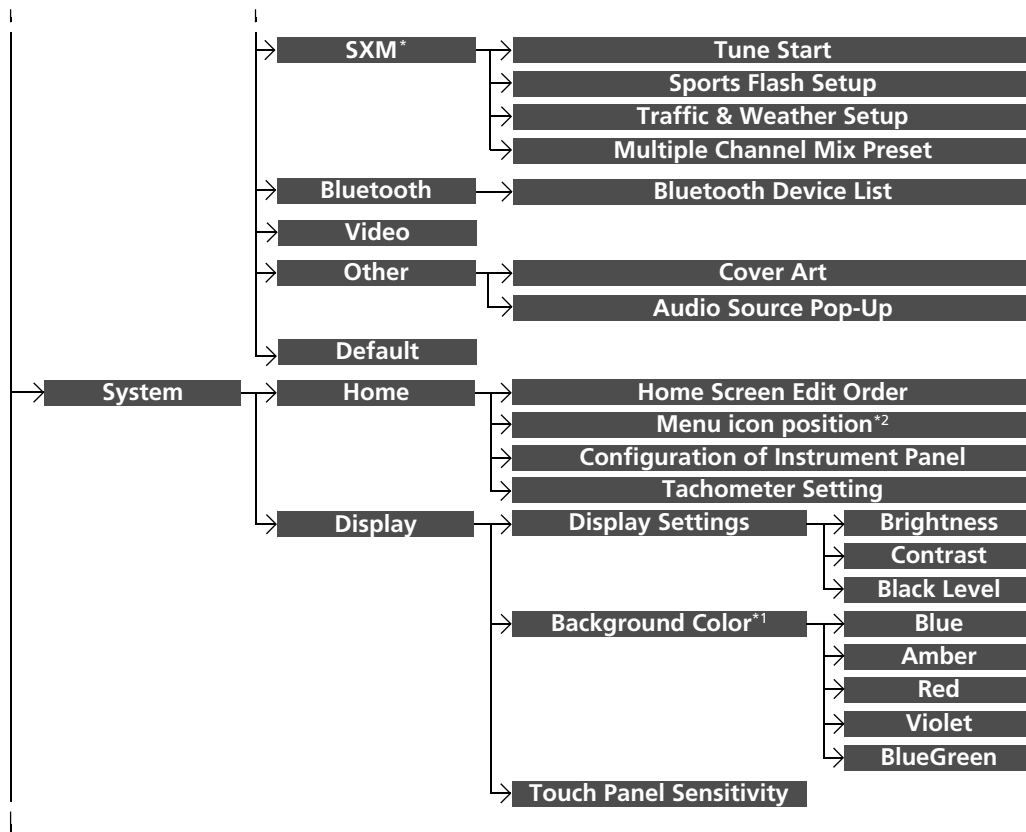 SXM*
Tune Start
Sports Flash Setup
Traffic & Weather Setup
Multiple Channel Mix Preset
Bluetooth
Bluetooth Device List
Video
Other
Cover Art
Audio Source Pop-Up
Default
System
Home
Home Screen Edit Order
Menu icon position*2
Configuration of Instrument Panel
Tachometer Setting
Display
Display Settings
Brightness
Contrast
Black Level
Background Color*1
Blue
Amber
Red
Violet
BlueGreen
Touch Panel Sensitivity